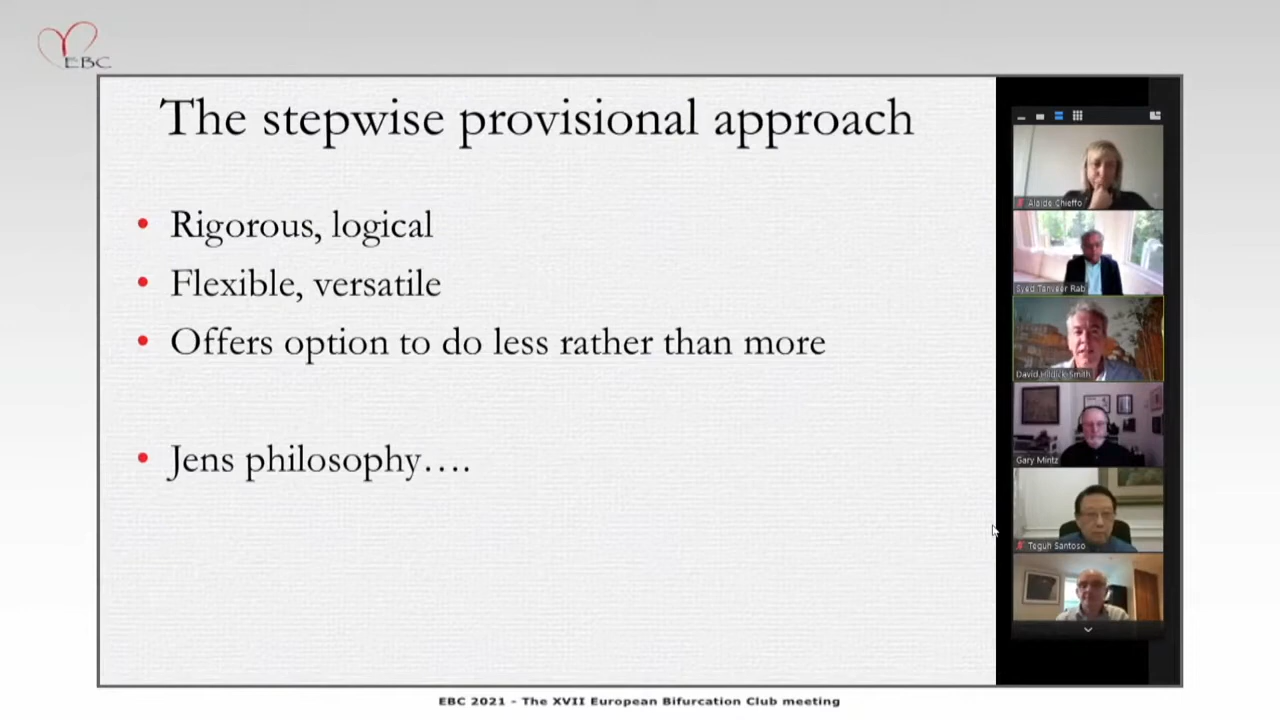 EBC
The stepwise provisional approach
• Rigorous, logical
• Flexible, versatile
• Offers option to do less rather than more
• Jens philosophy….
Alaide Chieffo
Syed Tanveer Rab
David Hildick-Smith
Gary Mintz
Teguh Santoso
EBC 2021 - The XVII European Bifurcation Club meeting